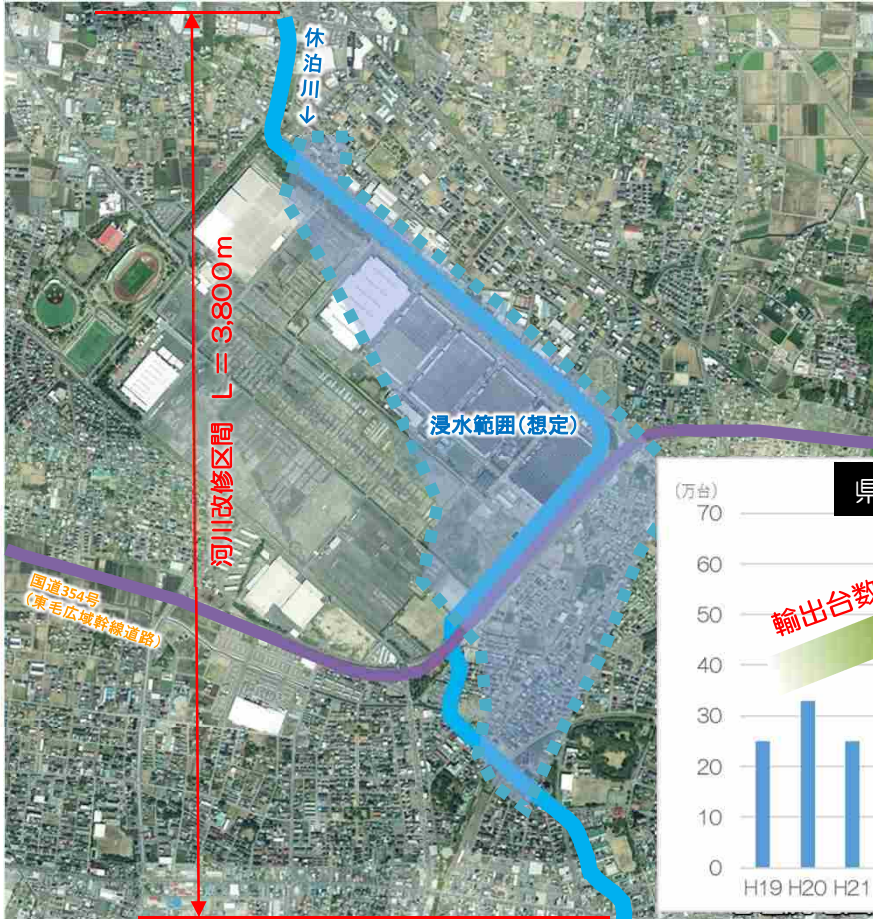 休泊川↓
河川改修区間 L=3,800m
浸水範囲(想定)
国道354号
(東毛広域幹線道路)
県
(万台)
70
60
50
40
30
20
10
0
輸出台数
H19 H20 H21